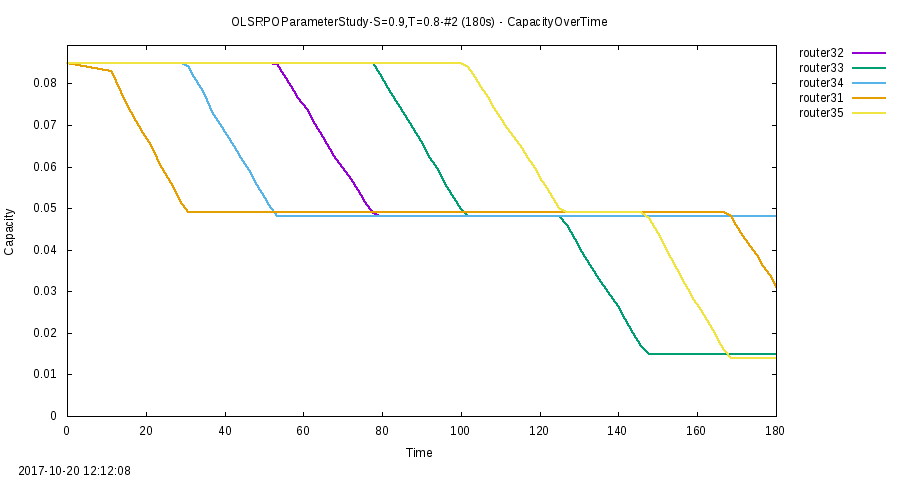 OLSRPOParameterStudy-S=0.9,T=0.8-#2 (180s) - CapacityOverTime
router32
router33
router34
router31
router35
0.08
0.07
0.06
0.05
0.04
0.03
0.02
0.01
0
Capacity
0 20 40 60 80 100 120 140 160 180
Time
2017-10-20 12:12:08